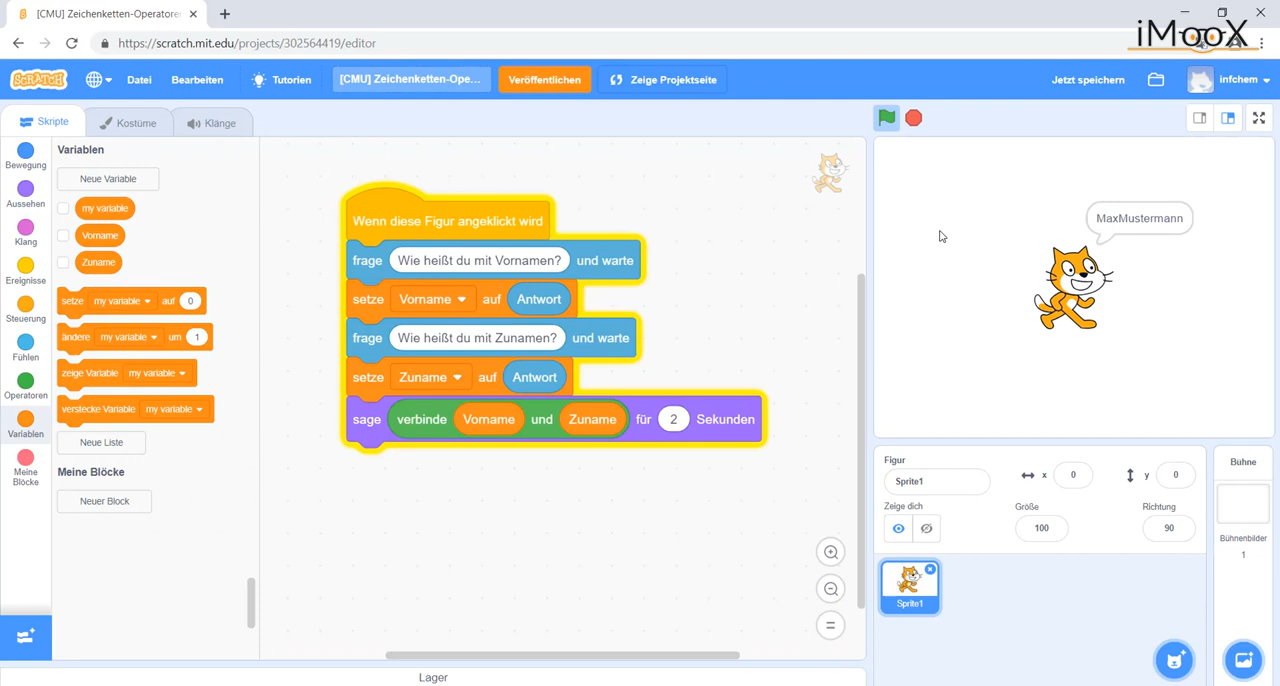 [CMU] Zeichenketten-Operatore
iMooX
https://scratch.mit.edu/projects/302564419/editor
SCRATCH
Datei
Bearbeiten
Tutorien
[CMU] Zeichenketten-Ope...
Veröffentlichen
Zeige Projektseite
Jetzt speichern
infchem
Skripte
Kostüme
Klänge
Bewegung
Aussehen
Klang
Ereignisse
Steuerung
Fühlen
Operatoren
Variablen
Meine
Blöcke
Variablen
Neue Variable
my variable
Vorname
Zuname
setze my variable auf 0
ändere my variable um 1
zeige Variable my variable
verstecke Variable my variable
Neue Liste
Meine Blöcke
Neuer Block
Wenn diese Figur angeklickt wird
frage Wie heißt du mit Vornamen? und warte
setze Vorname auf Antwort
frage Wie heißt du mit Zunamen? und warte
setze Zuname auf Antwort
sage verbinde Vorname und Zuname für 2 Sekunden
MaxMustermann
Figur
Sprite1
x 0
y 0
Zeige dich
Größe
100
Richtung
90
Sprite1
Bühne
Bühnenbilder
1
Lager